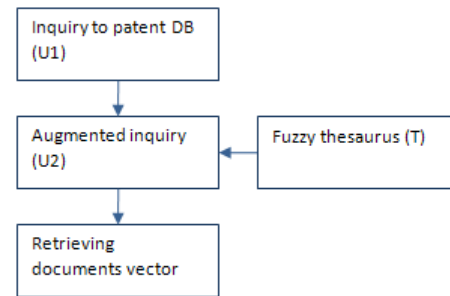 Inquiry to patent DB
(U1)
Augmented inquiry
(U2)
Fuzzy thesaurus (T)
Retrieving
documents vector